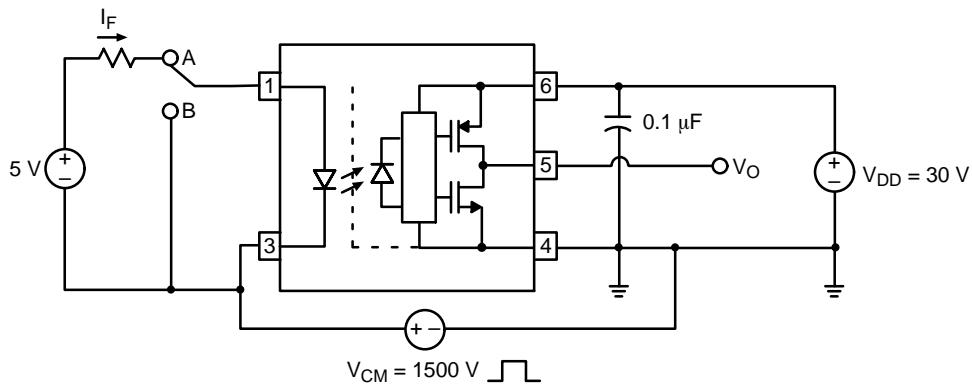 I_F
A
B
5 V
+
−
1
3
6
5
4
0.1 μF
V_O
+
−
V_DD = 30 V
+ −
V_CM = 1500 V